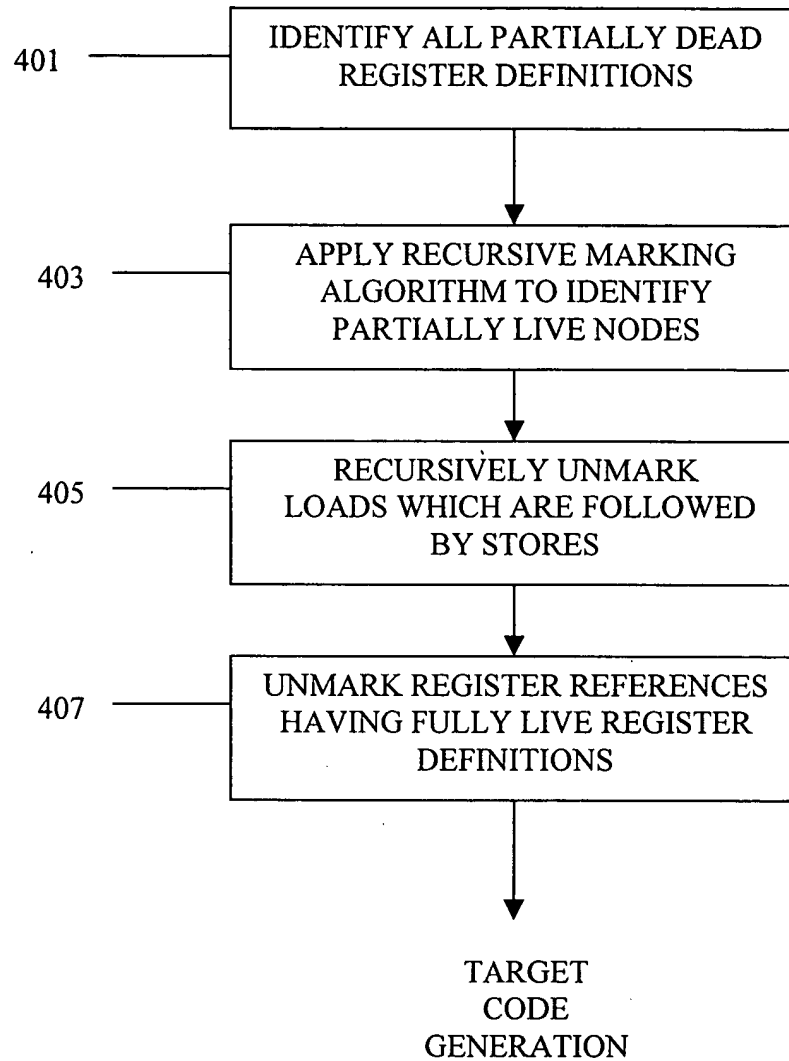 401
IDENTIFY ALL PARTIALLY DEAD
REGISTER DEFINITIONS
403
APPLY RECURSIVE MARKING
ALGORITHM TO IDENTIFY
PARTIALLY LIVE NODES
405
RECURSIVELY UNMARK
LOADS WHICH ARE FOLLOWED
BY STORES
407
UNMARK REGISTER REFERENCES
HAVING FULLY LIVE REGISTER
DEFINITIONS
TARGET
CODE
GENERATION